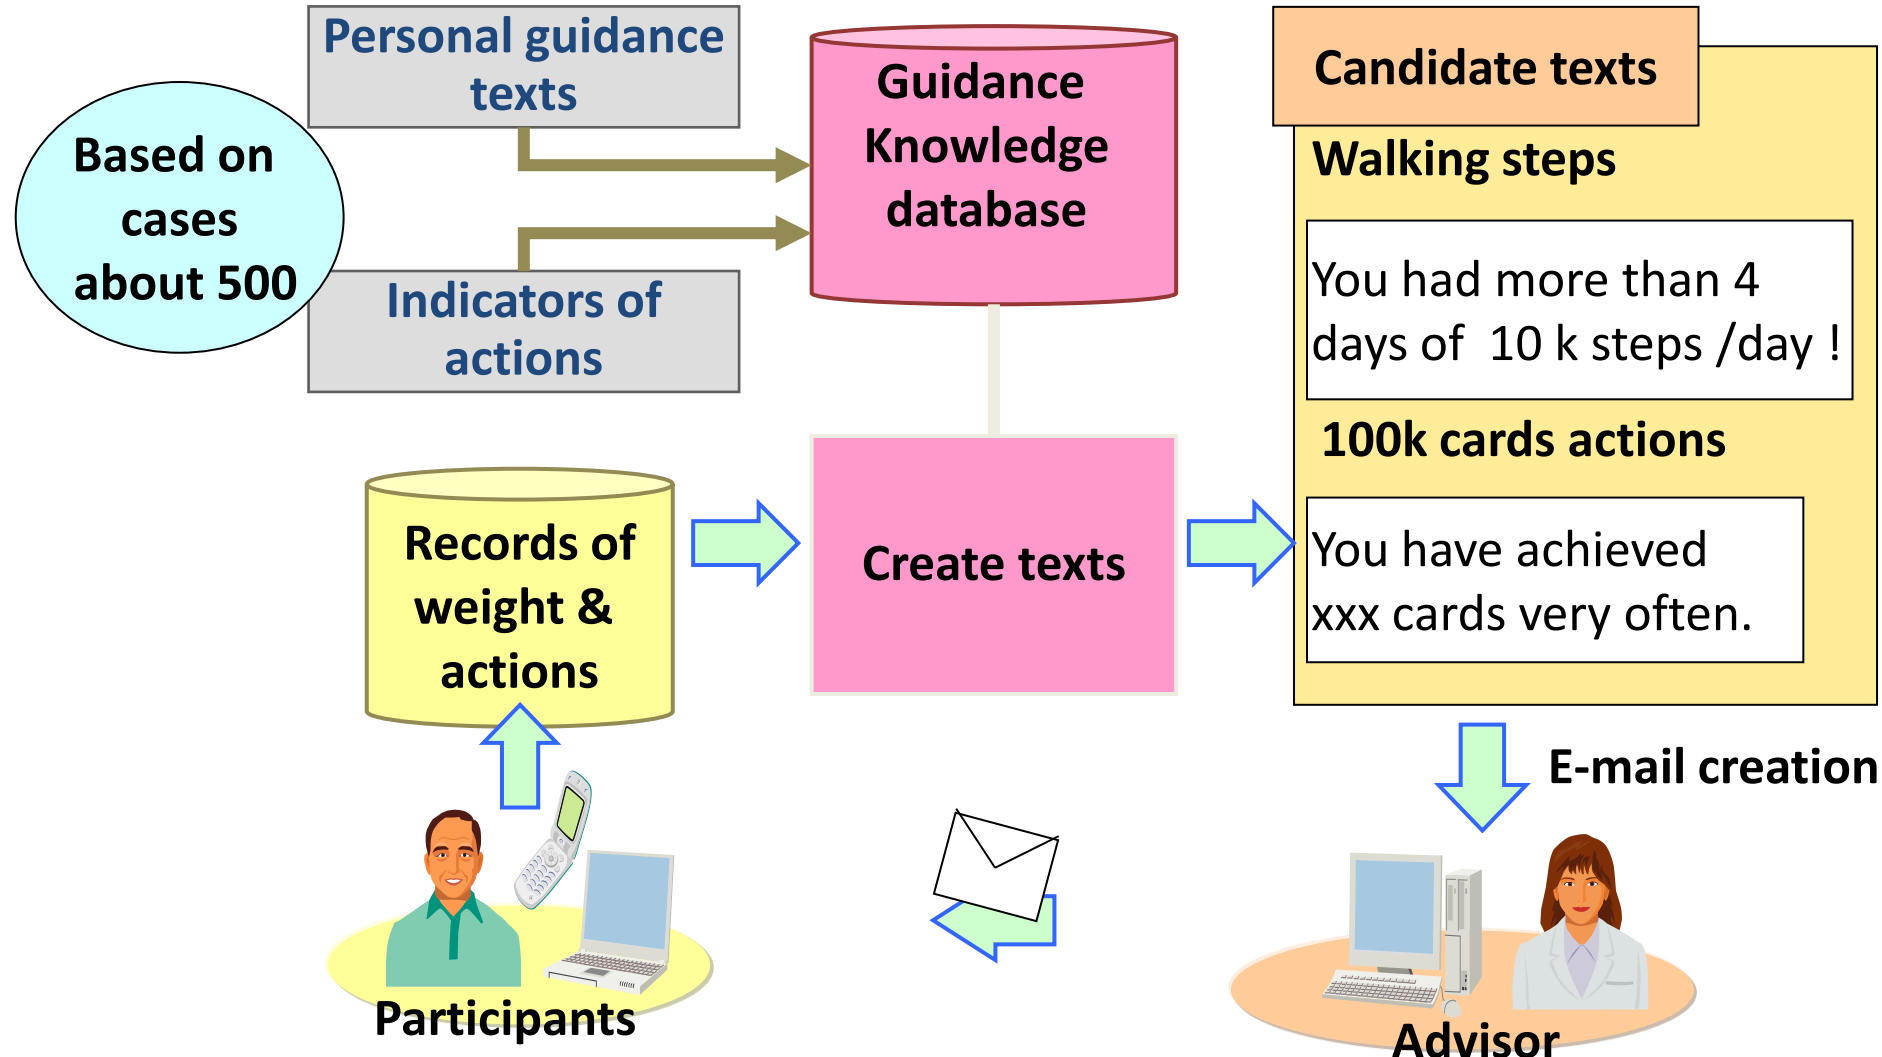 Personal guidance
texts
Based on
cases
about 500
Indicators of
actions
Guidance
Knowledge
database
Candidate texts
Walking steps
You had more than 4
days of  10 k steps /day !
100k cards actions
You have achieved
xxx cards very often.
Records of
weight &
actions
Create texts
E-mail creation
Participants
Advisor